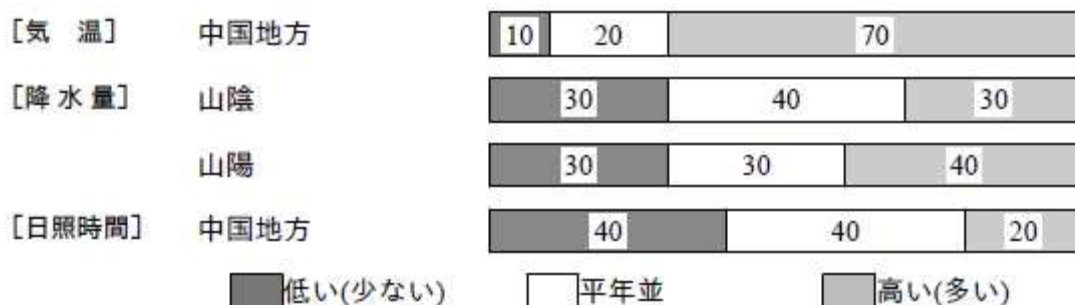 [気 温] 中国地方 10 20 70
[降 水 量] 山陰 30 40 30
山陽 30 30 40
[日照時間] 中国地方 40 40 20
低い(少ない) 平年並 高い(多い)